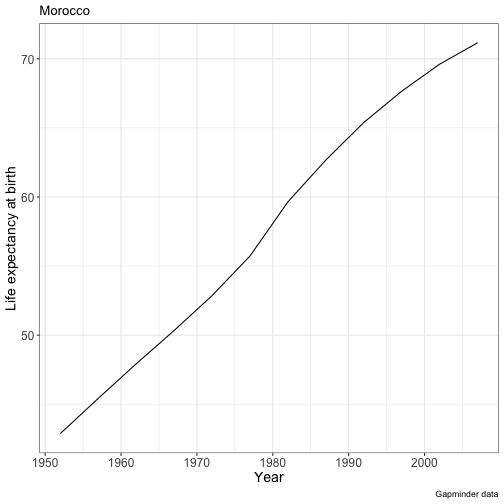 Morocco
70
60
50
Life expectancy at birth
1950 1960 1970 1980 1990 2000
Year
Gapminder data